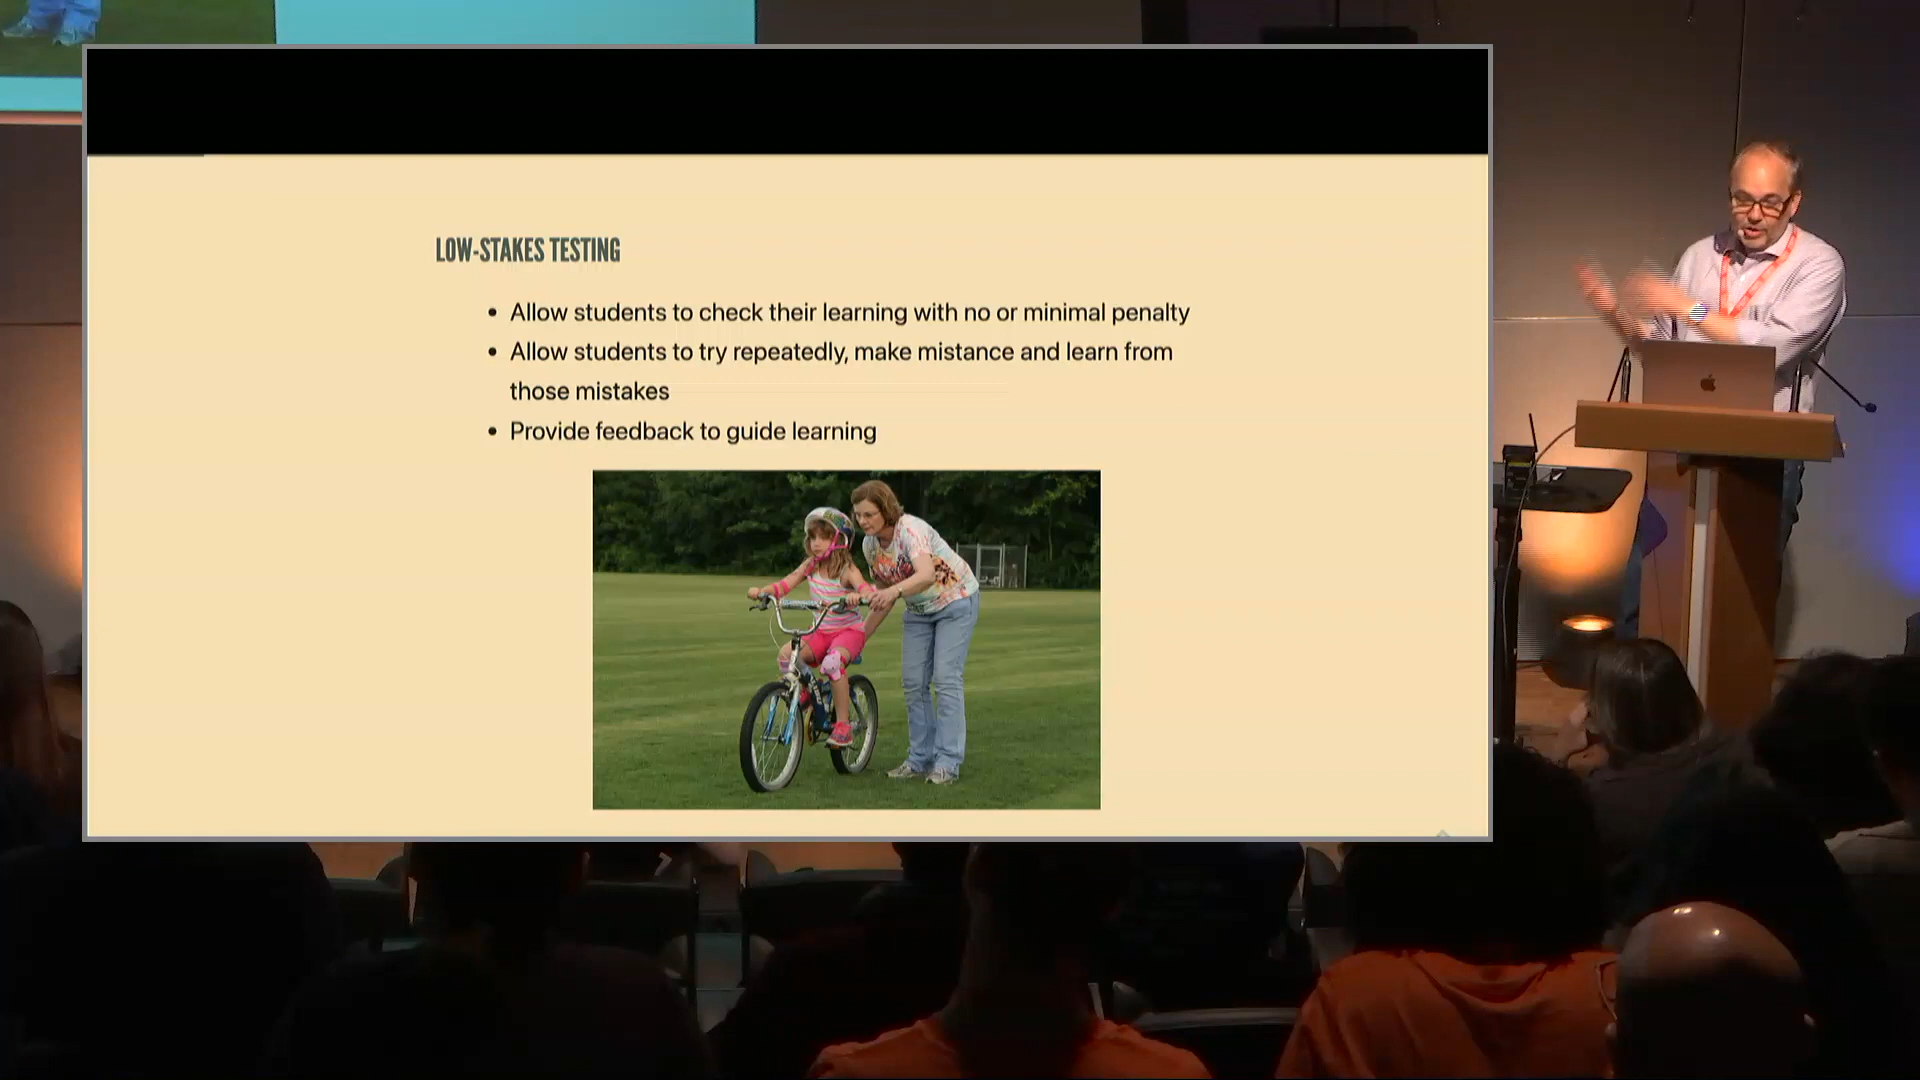 LOW-STAKES TESTING
• Allow students to check their learning with no or minimal penalty
• Allow students to try repeatedly, make mistance and learn from
those mistakes
• Provide feedback to guide learning